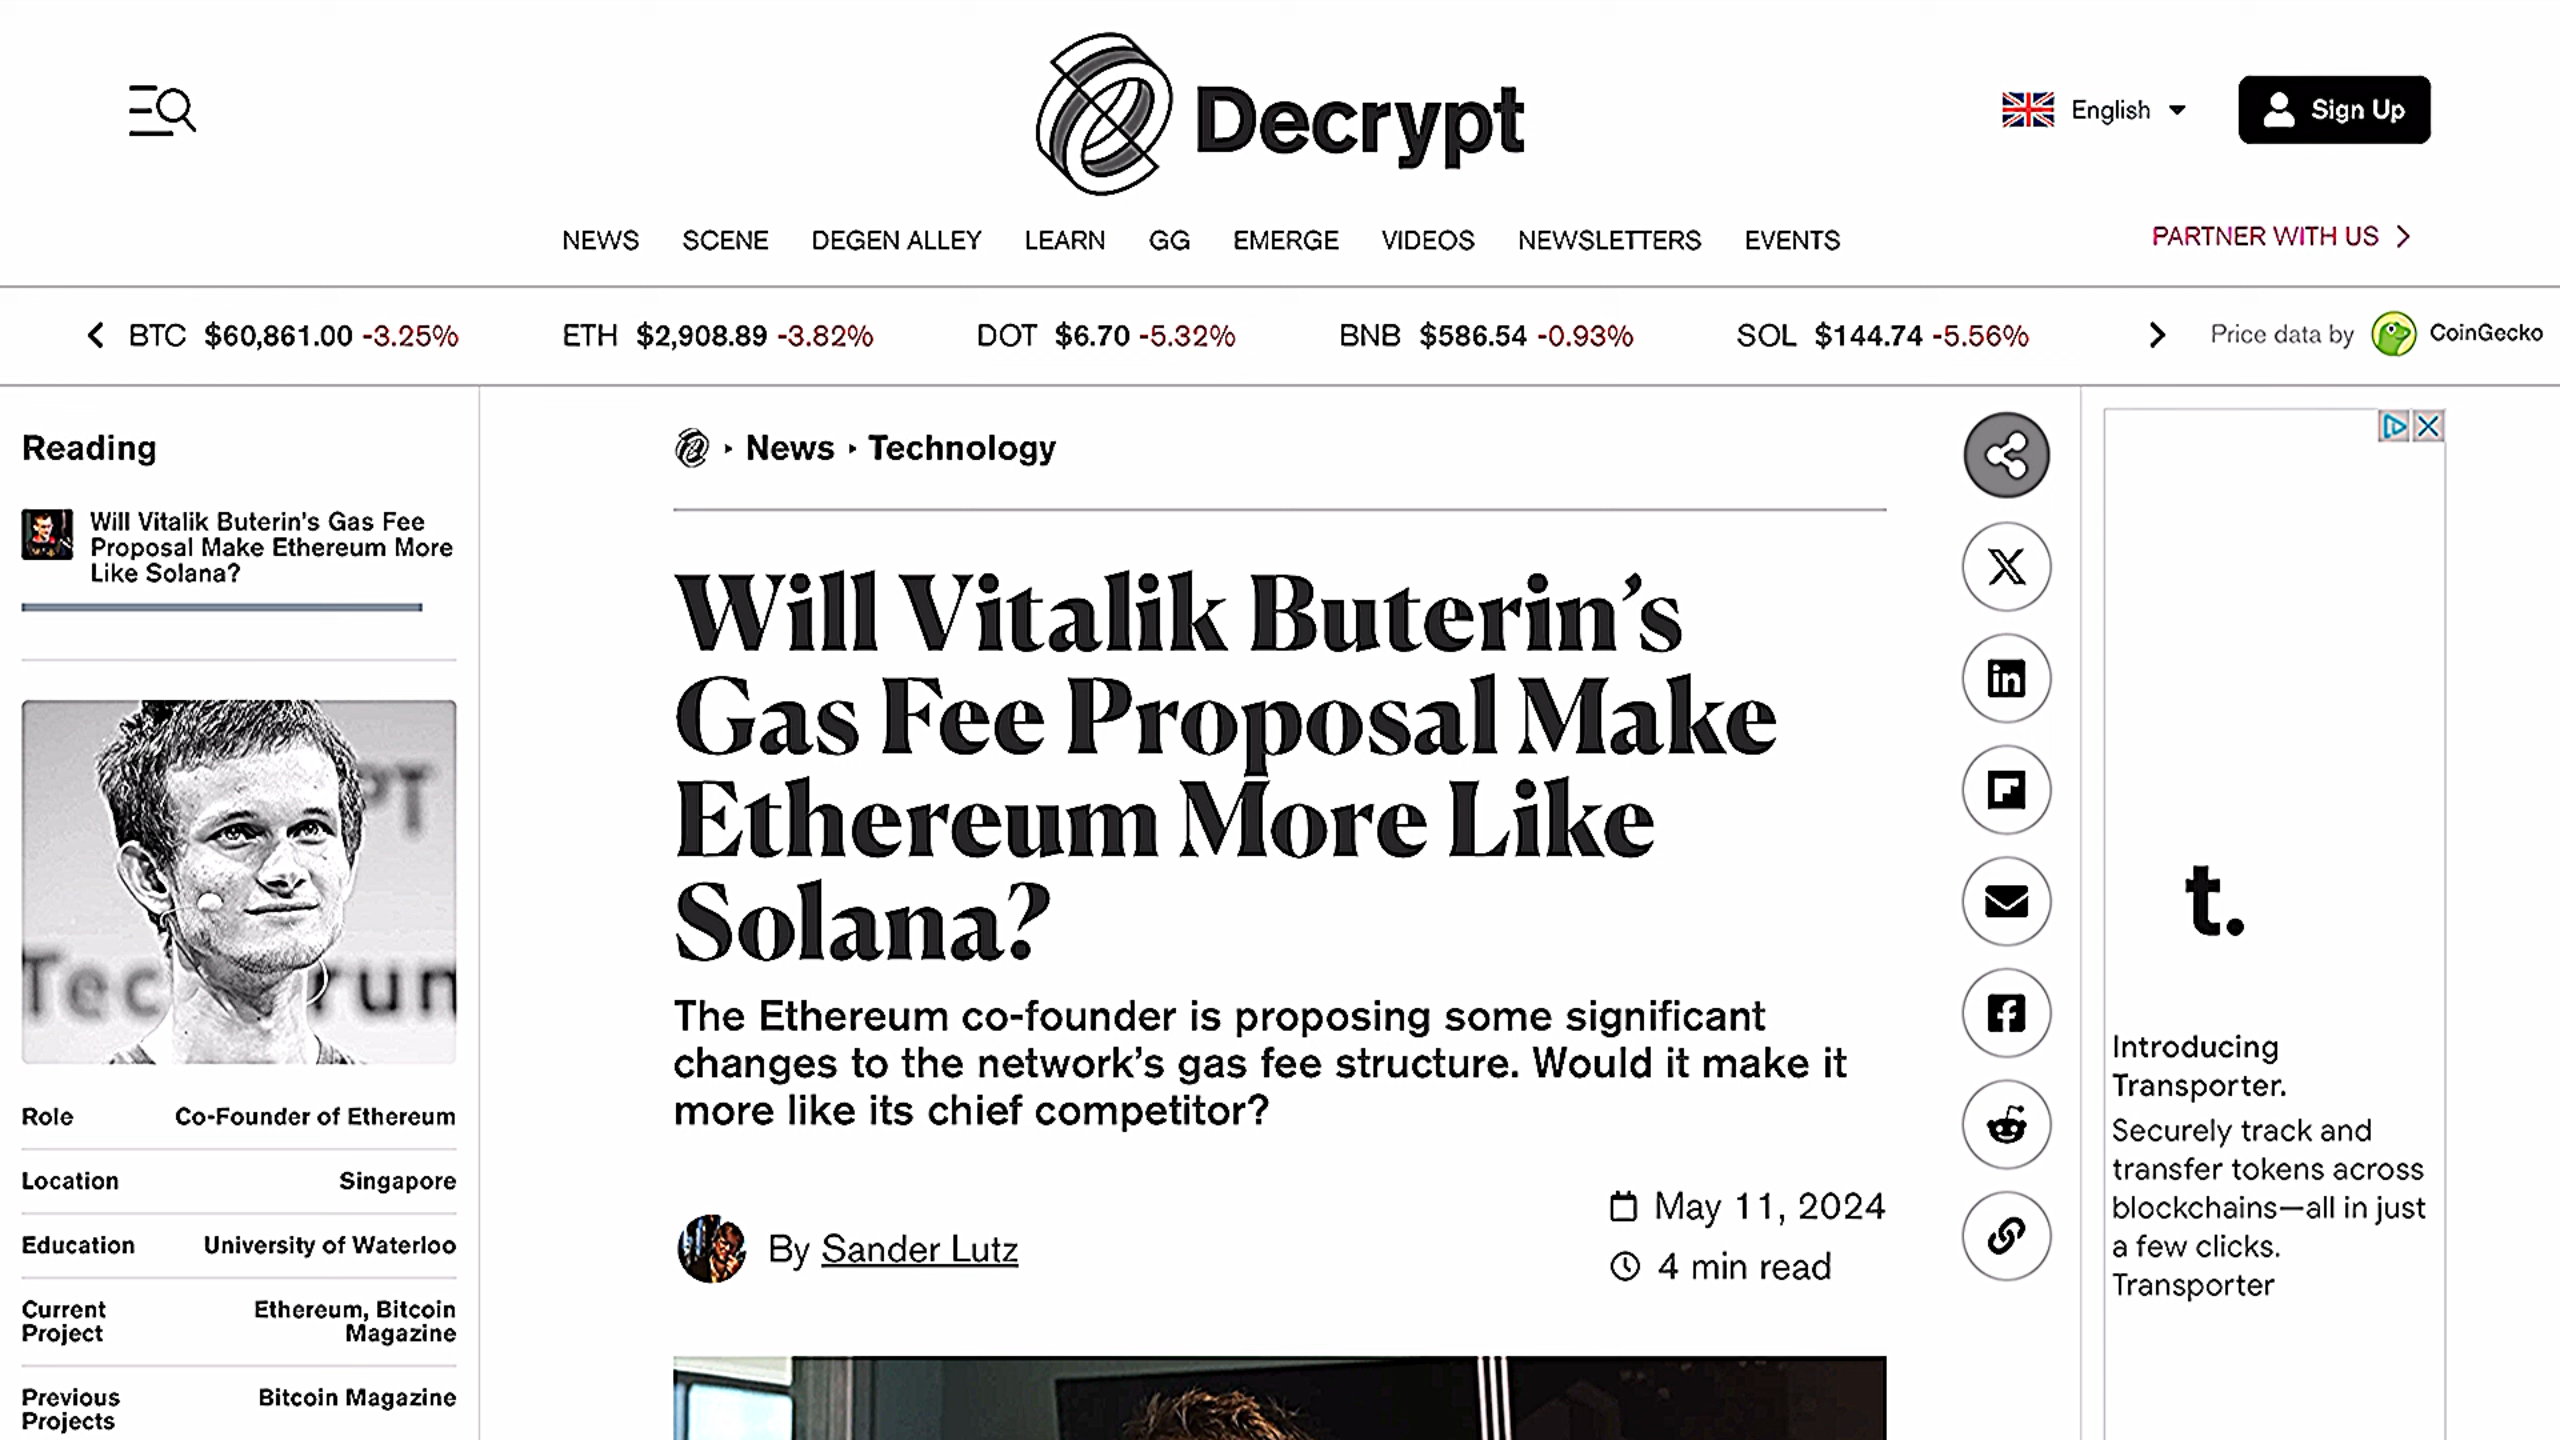 Decrypt
English
Sign Up
NEWS SCENE DEGEN ALLEY LEARN GG EMERGE VIDEOS NEWSLETTERS EVENTS
PARTNER WITH US
BTC $60,861.00 -3.25% ETH $2,908.89 -3.82% DOT $6.70 -5.32% BNB $586.54 -0.93% SOL $144.74 -5.56%
Price data by CoinGecko
Reading
Will Vitalik Buterin's Gas Fee
Proposal Make Ethereum More
Like Solana?
PT
Tec rum
Role Co-Founder of Ethereum
Location Singapore
Education University of Waterloo
Current Ethereum, Bitcoin
Project Magazine
Previous Bitcoin Magazine
Projects
News Technology
Will Vitalik Buterin’s
Gas Fee Proposal Make
Ethereum More Like
Solana?
The Ethereum co-founder is proposing some significant
changes to the network’s gas fee structure. Would it make it
more like its chief competitor?
By Sander Lutz
May 11, 2024
4 min read
t.
Introducing
Transporter.
Securely track and
transfer tokens across
blockchains—all in just
a few clicks.
Transporter